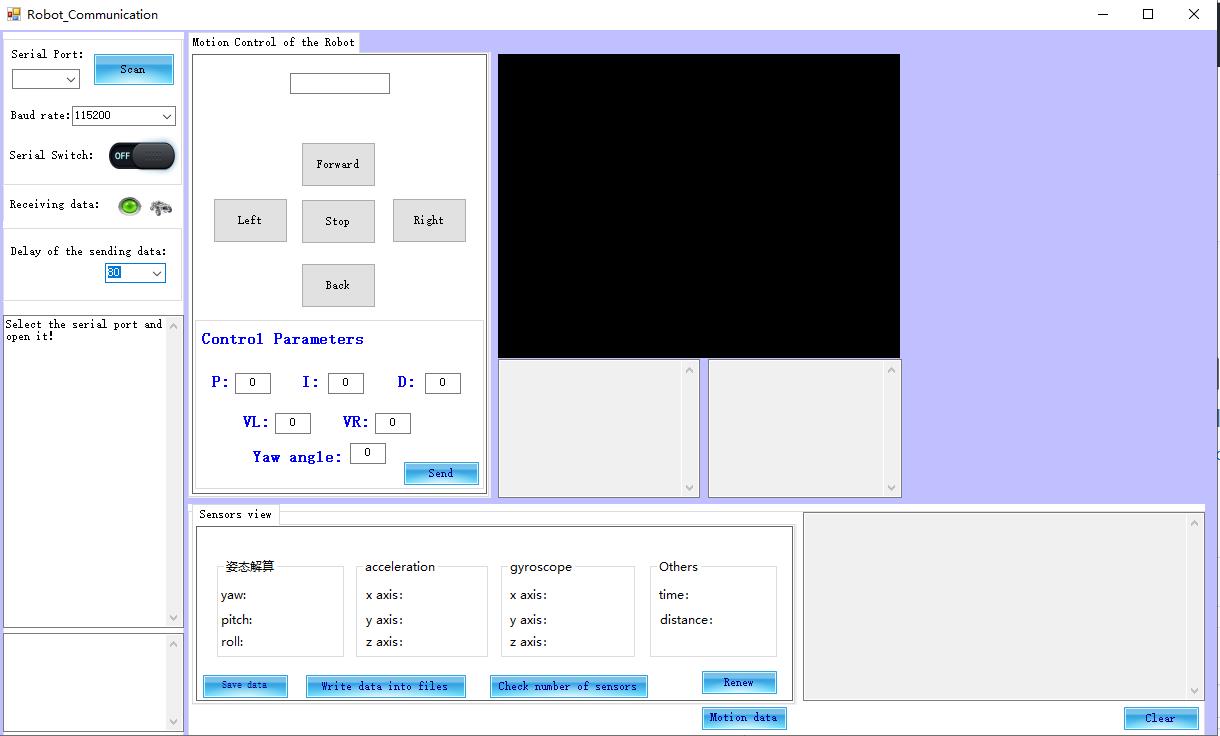 Robot_Communication
Serial Port:
Scan
Baud rate:
115200
Serial Switch:
OFF
Receiving data:
Delay of the sending data:
80
Select the serial port and
open it!
Motion Control of the Robot
Forward
Left
Stop
Right
Back
Control Parameters
P: 0 I: 0 D: 0
VL: 0 VR: 0
Yaw angle: 0
Send
Sensors view
姿态解算
yaw:
pitch:
roll:
acceleration
x axis:
y axis:
z axis:
gyroscope
x axis:
y axis:
z axis:
Others
time:
distance:
Save data
Write data into files
Check number of sensors
Renew
Motion data
Clear